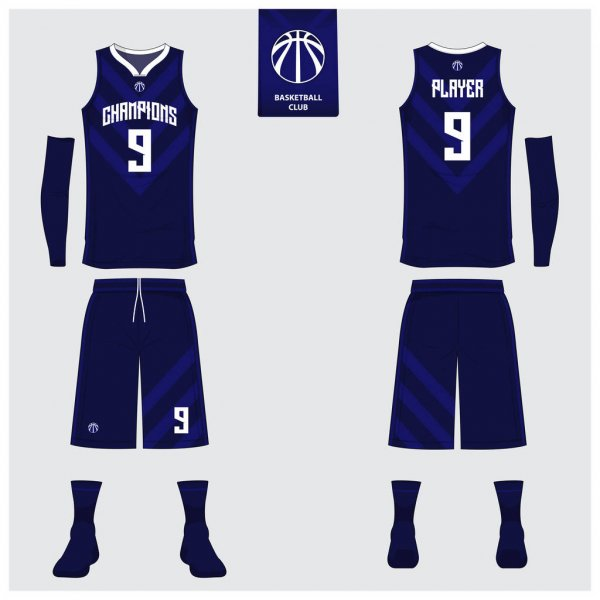 BASKETBALL
CLUB
CHAMPIONS
9
PLAYER
9
9